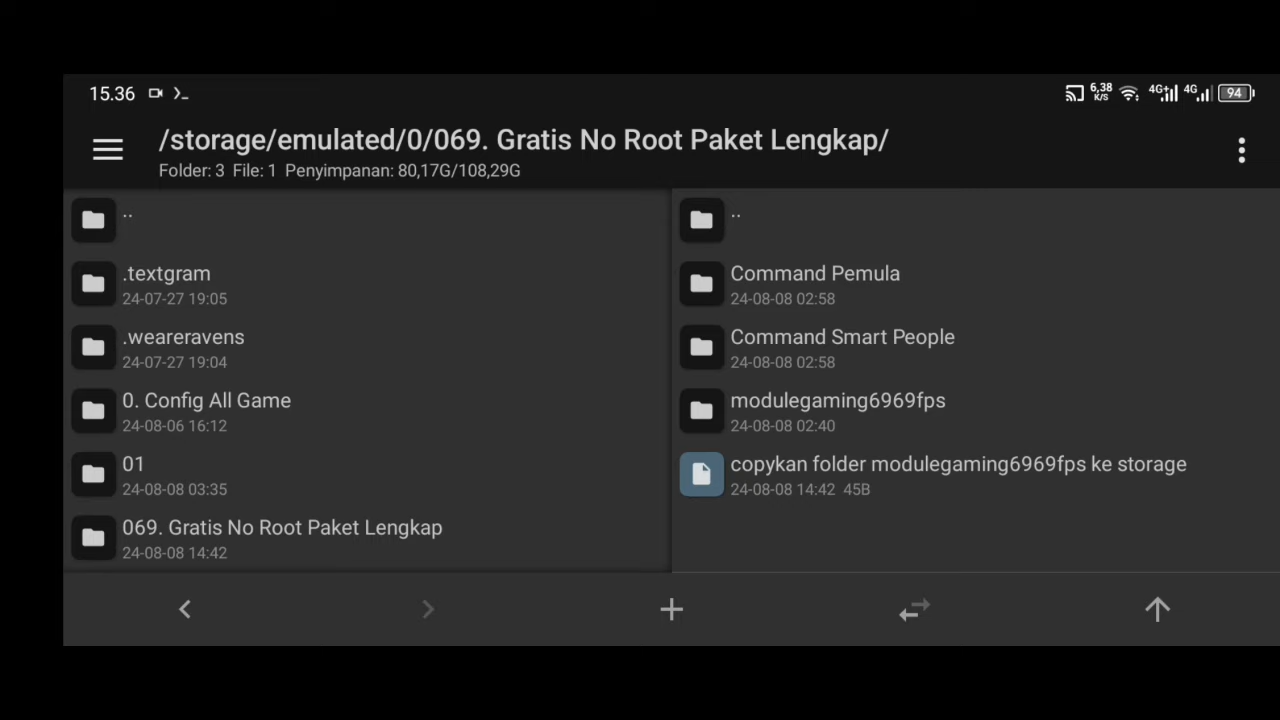 15.36
6,38
K/S
4G+
4G
94
/storage/emulated/0/069. Gratis No Root Paket Lengkap/
Folder: 3 File: 1 Penyimpanan: 80,17G/108,29G
..
.textgram
24-07-27 19:05
.weareravens
24-07-27 19:04
0. Config All Game
24-08-06 16:12
01
24-08-08 03:35
069. Gratis No Root Paket Lengkap
24-08-08 14:42
..
Command Pemula
24-08-08 02:58
Command Smart People
24-08-08 02:58
modulegaming6969fps
24-08-08 02:40
copykan folder modulegaming6969fps ke storage
24-08-08 14:42 45B